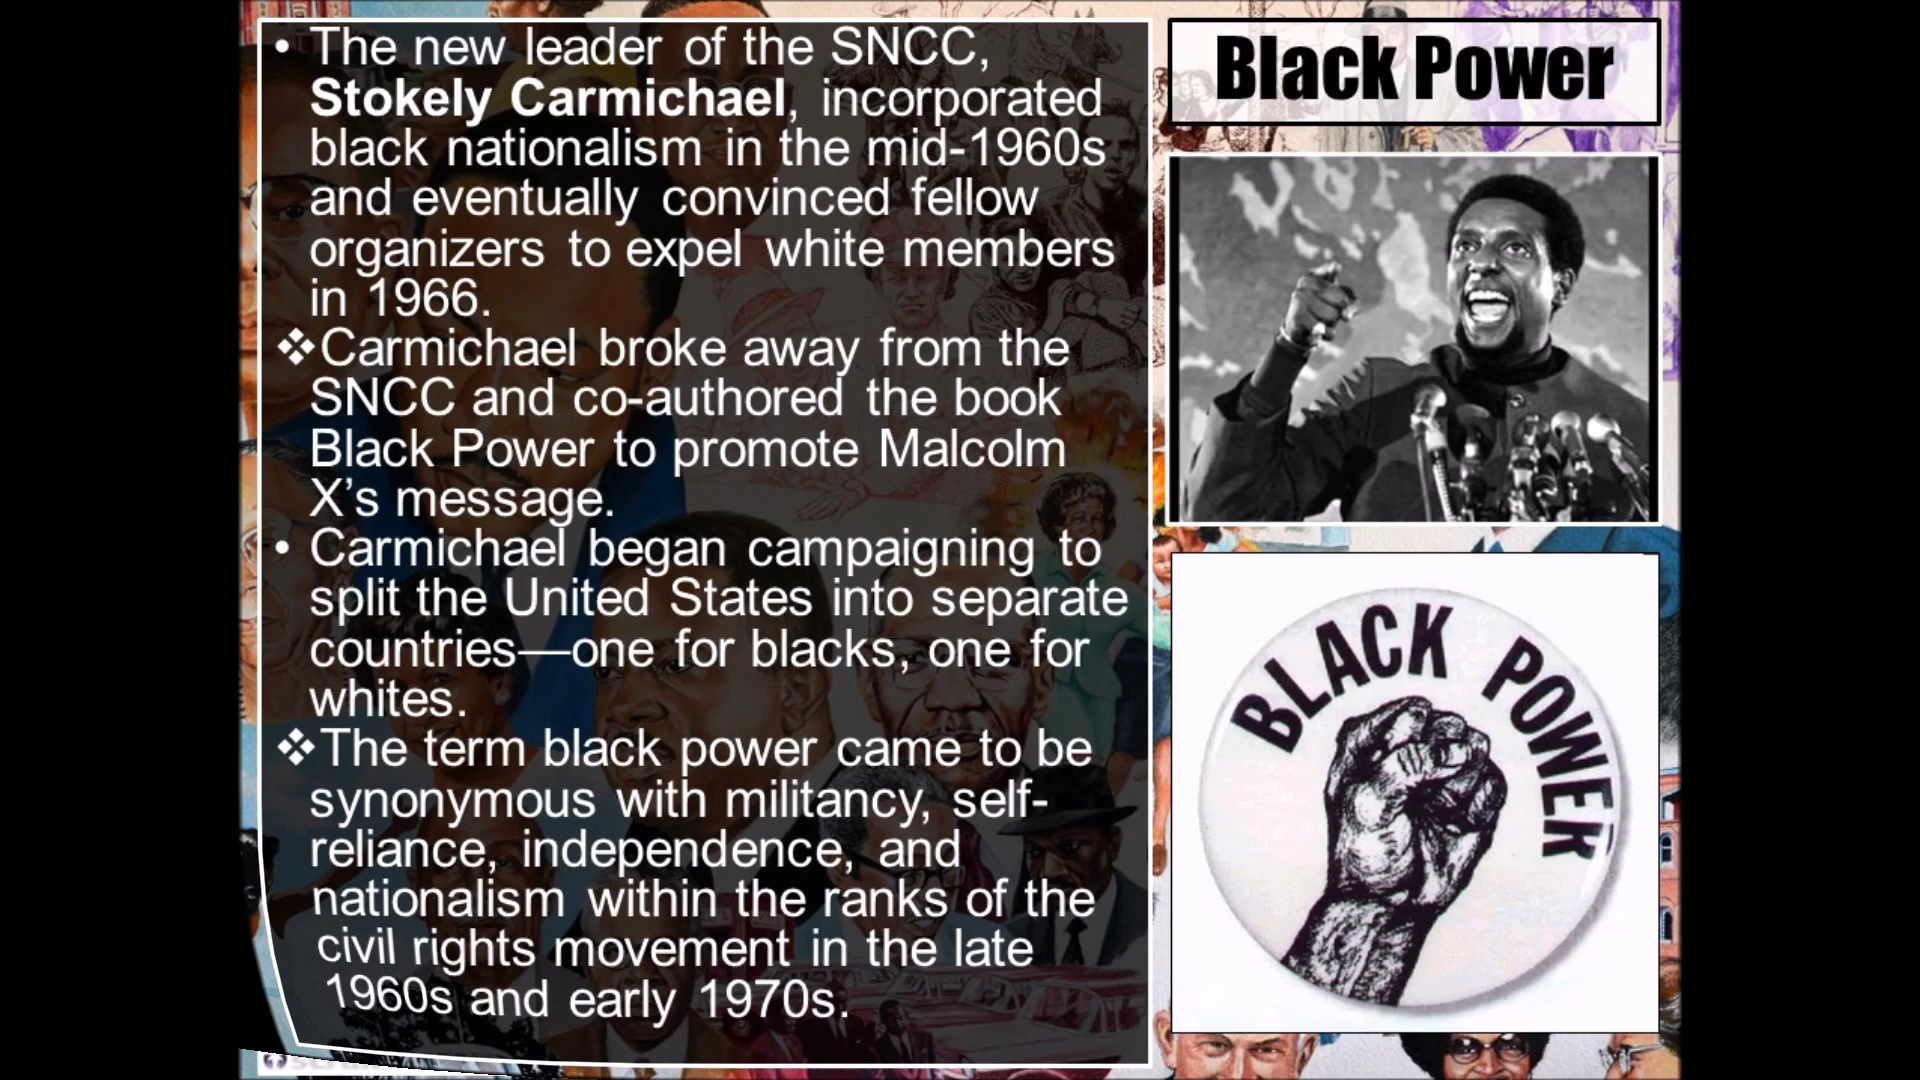 • The new leader of the SNCC,
Stokely Carmichael, incorporated
black nationalism in the mid-1960s
and eventually convinced fellow
organizers to expel white members
in 1966.
❖Carmichael broke away from the
SNCC and co-authored the book
Black Power to promote Malcolm
X’s message.
• Carmichael began campaigning to
split the United States into separate
countries—one for blacks, one for
whites.
❖The term black power came to be
synonymous with militancy, self-
reliance, independence, and
nationalism within the ranks of the
civil rights movement in the late
1960s and early 1970s.
Black Power
BLACK POWER